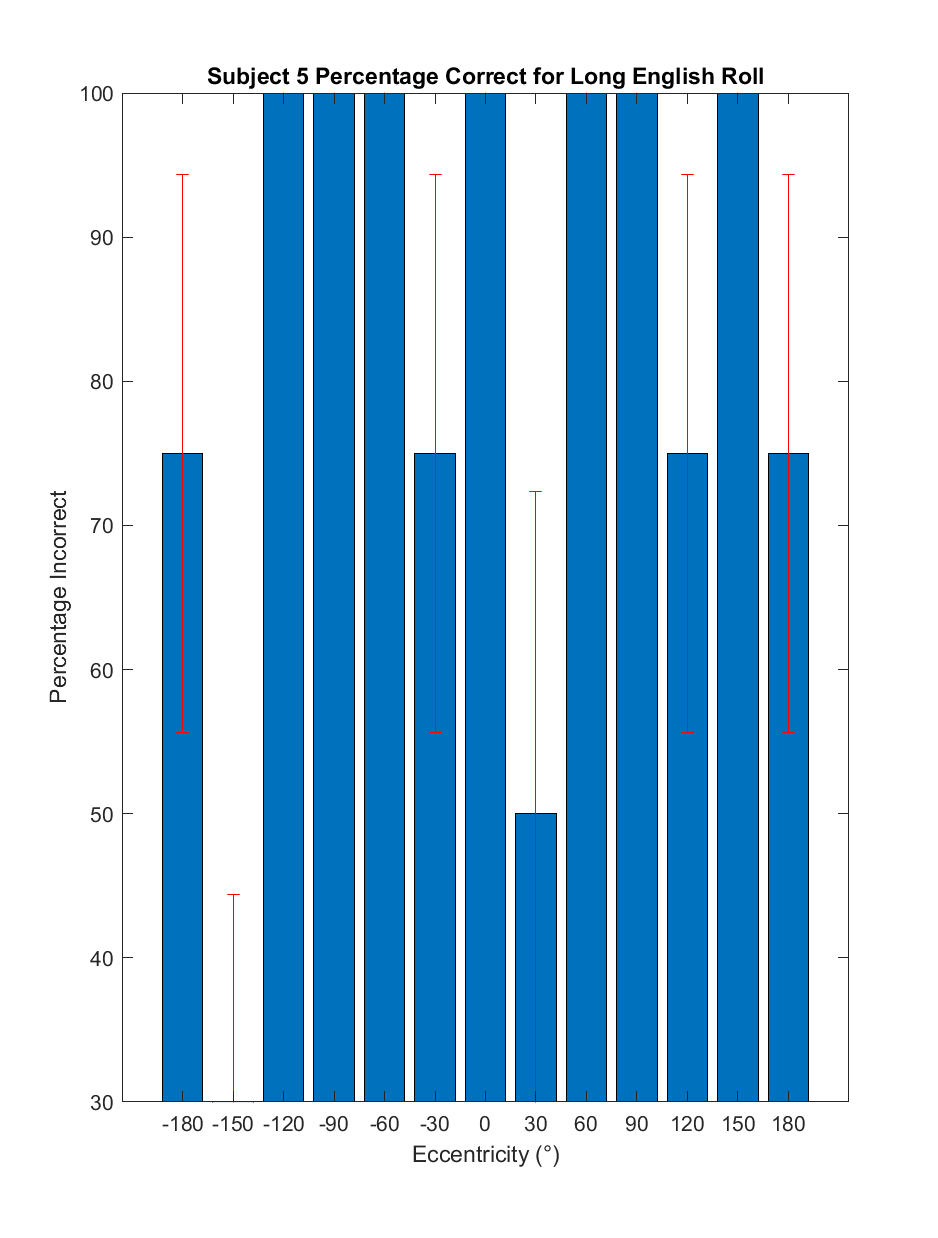 Subject 5 Percentage Correct for Long English Roll
100
90
80
70
60
50
40
30
Percentage Incorrect
-180 -150 -120 -90 -60 -30 0 30 60 90 120 150 180
Eccentricity (°)